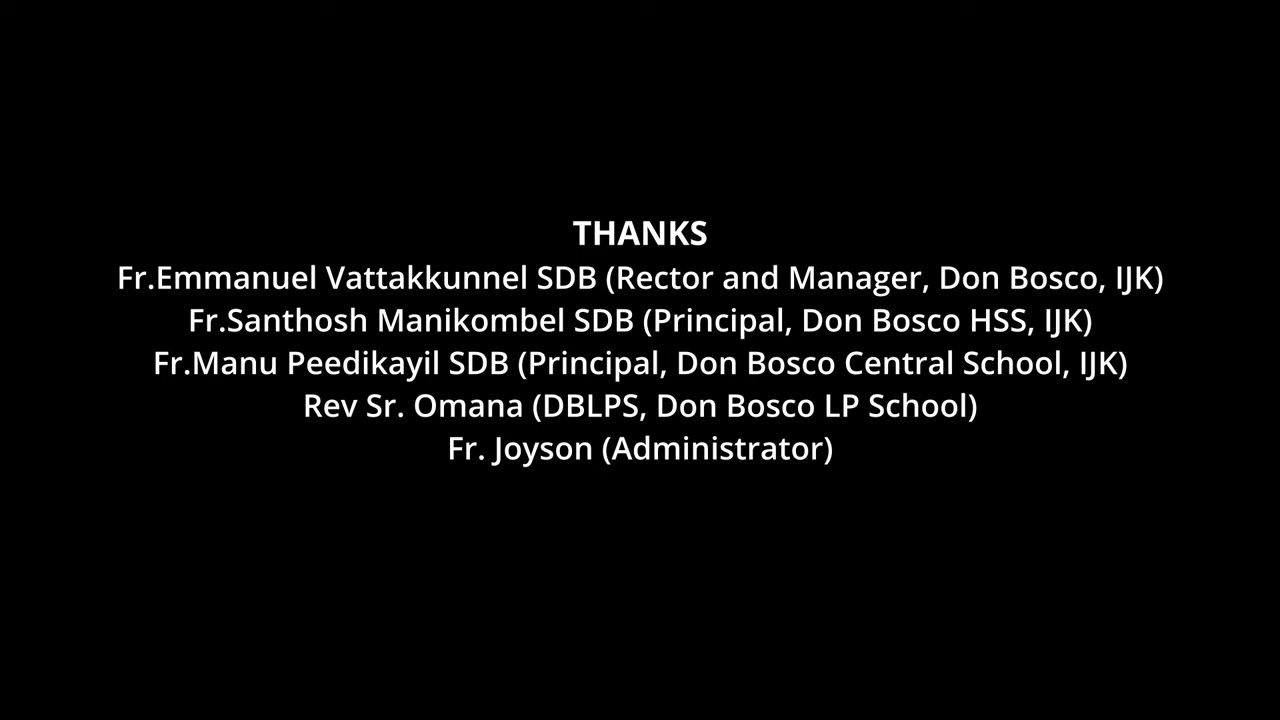 THANKS
Fr.Emmanuel Vattakkunnel SDB (Rector and Manager, Don Bosco, IJK)
Fr.Santhosh Manikombel SDB (Principal, Don Bosco HSS, IJK)
Fr.Manu Peedikayil SDB (Principal, Don Bosco Central School, IJK)
Rev Sr. Omana (DBLPS, Don Bosco LP School)
Fr. Joyson (Administrator)